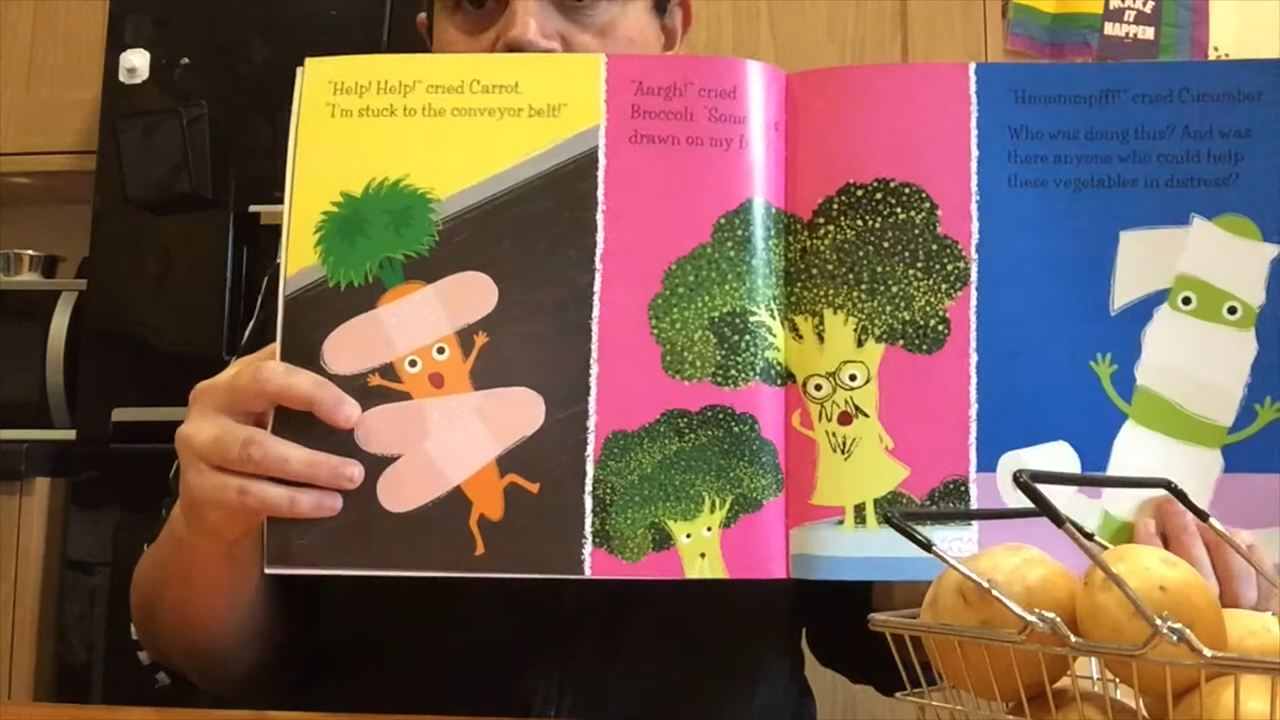 MAKE
IT
HAPPEN
"Help! Help!" cried Carrot.
"I'm stuck to the conveyor belt!"
"Aargh!" cried
Broccoli.
drawn on my
"Hmmmmpfff!" cried Cucumber.
Who was doing this? And was
there anyone who could help
these vegetables in distress?